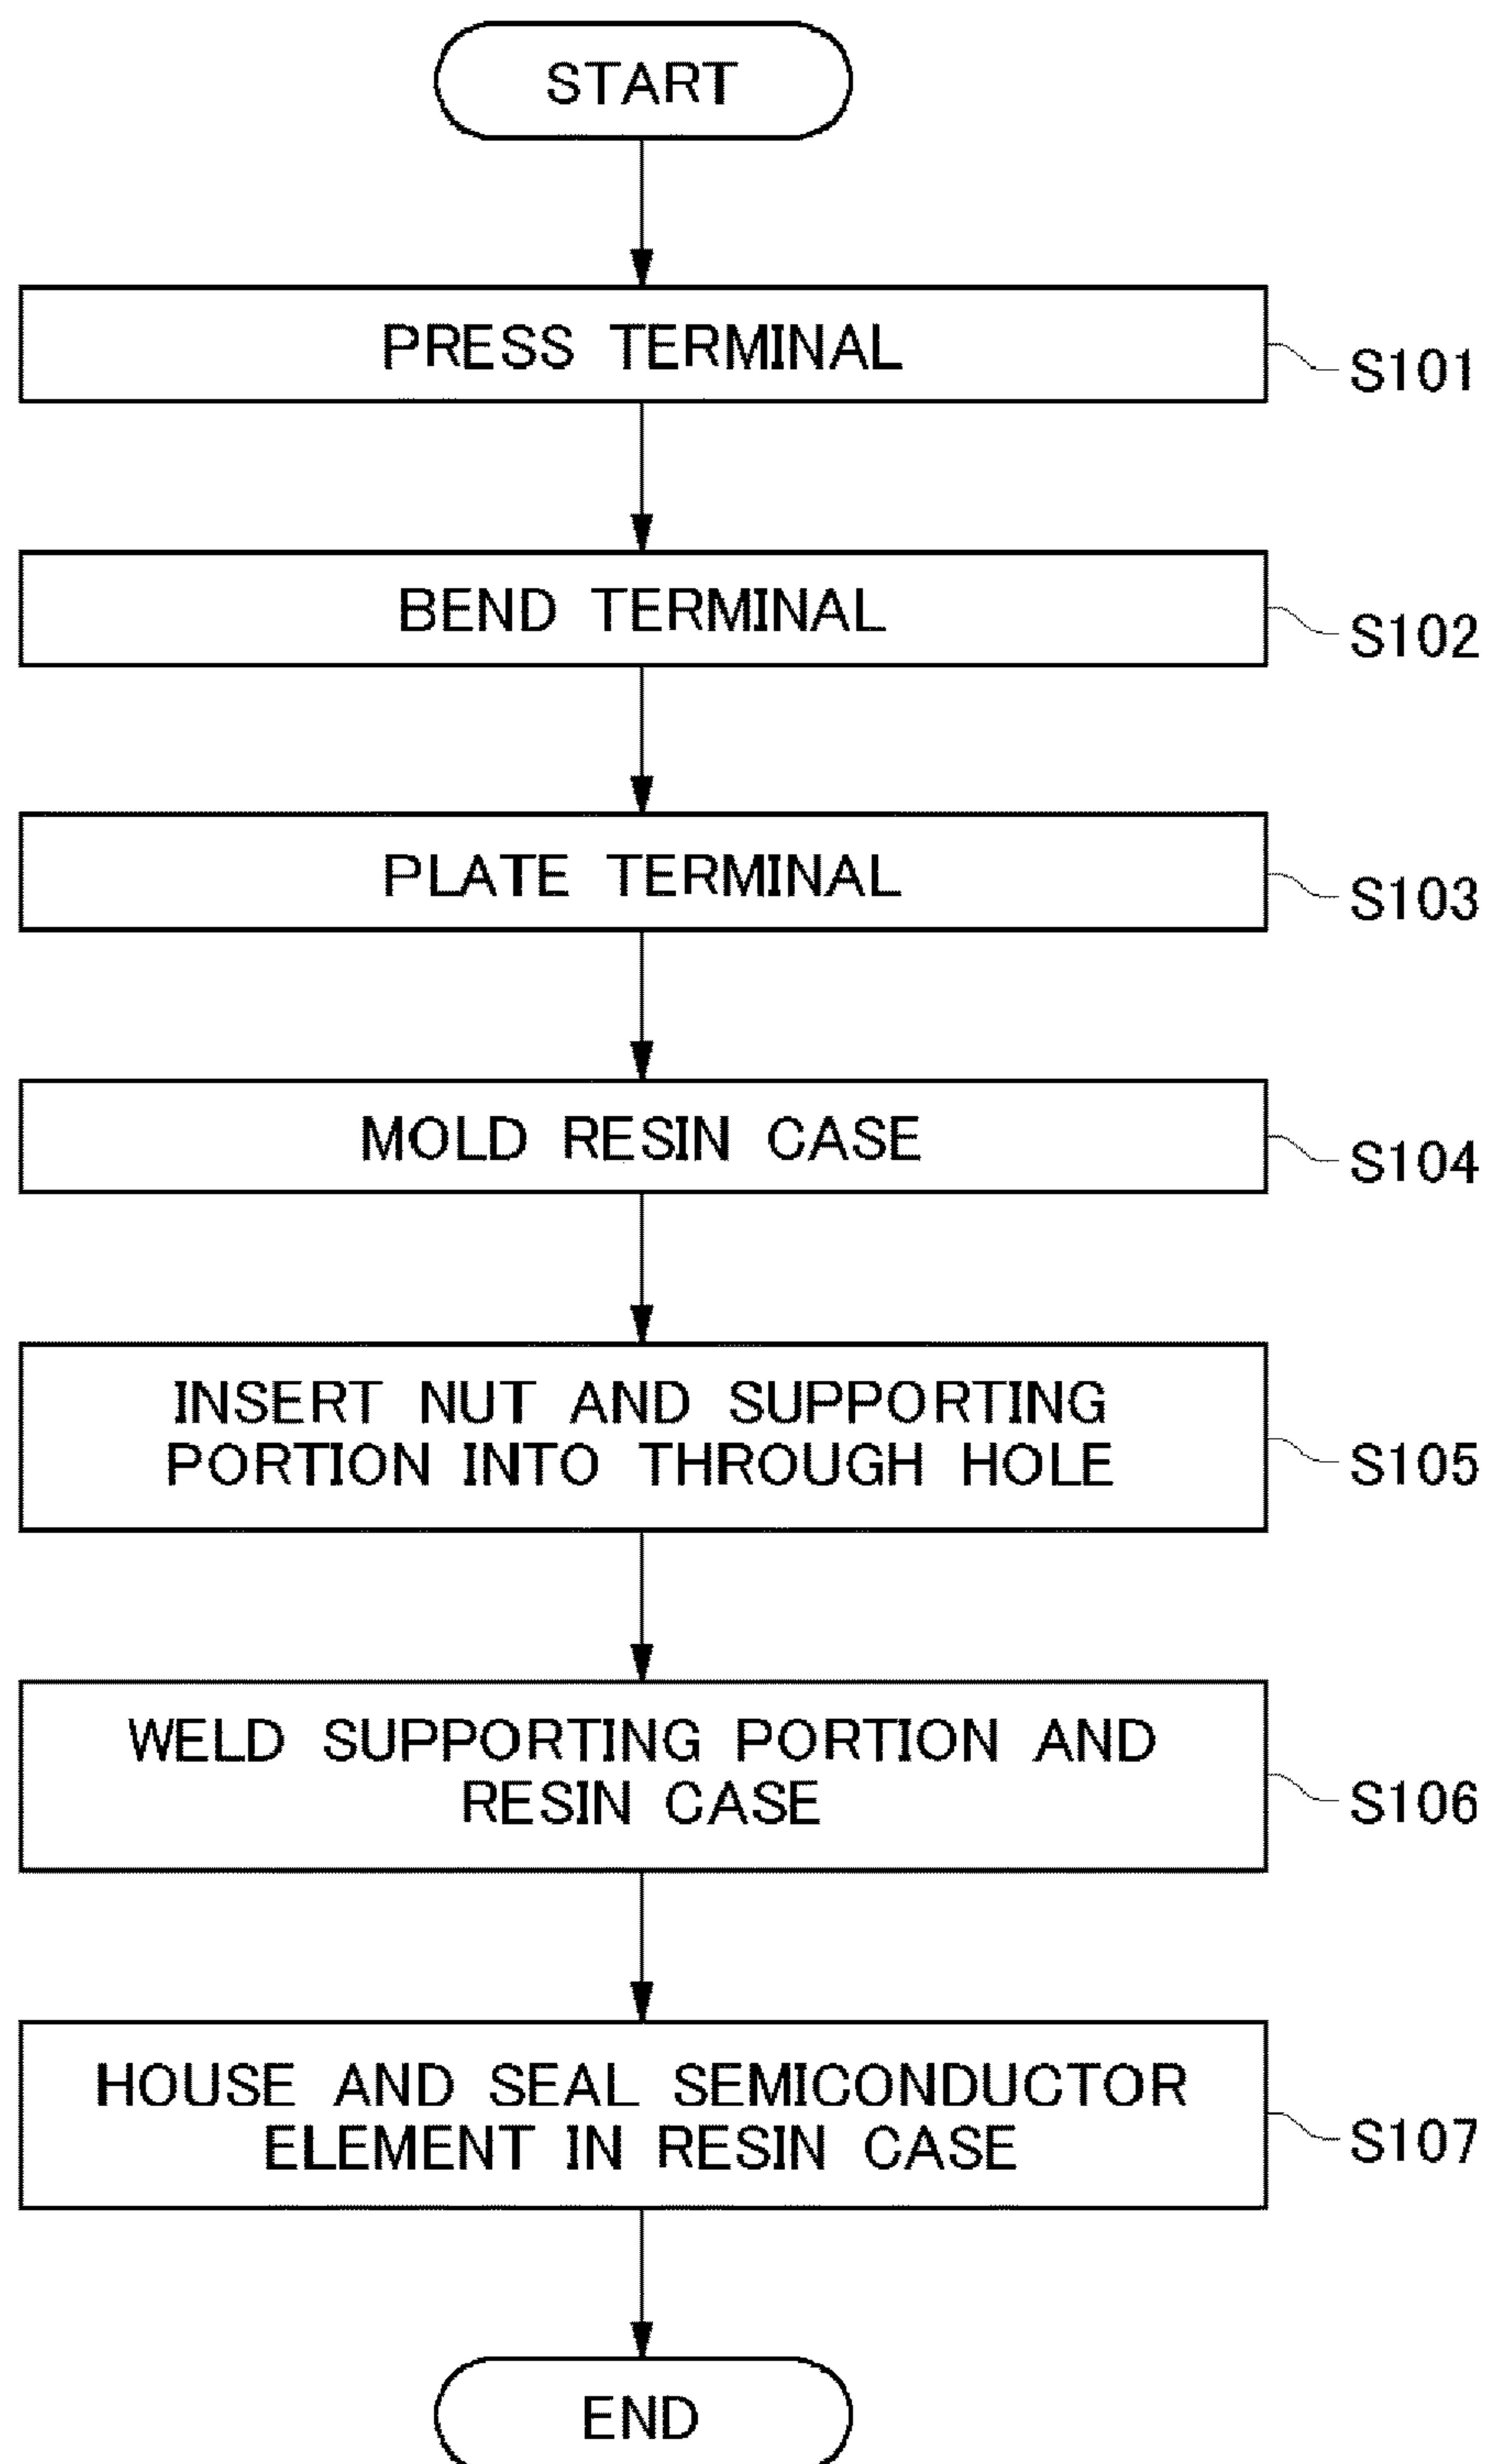 START
PRESS TERMINAL
S101
BEND TERMINAL
S102
PLATE TERMINAL
S103
MOLD RESIN CASE
S104
INSERT NUT AND SUPPORTING
PORTION INTO THROUGH HOLE
S105
WELD SUPPORTING PORTION AND
RESIN CASE
S106
HOUSE AND SEAL SEMICONDUCTOR
ELEMENT IN RESIN CASE
S107
END